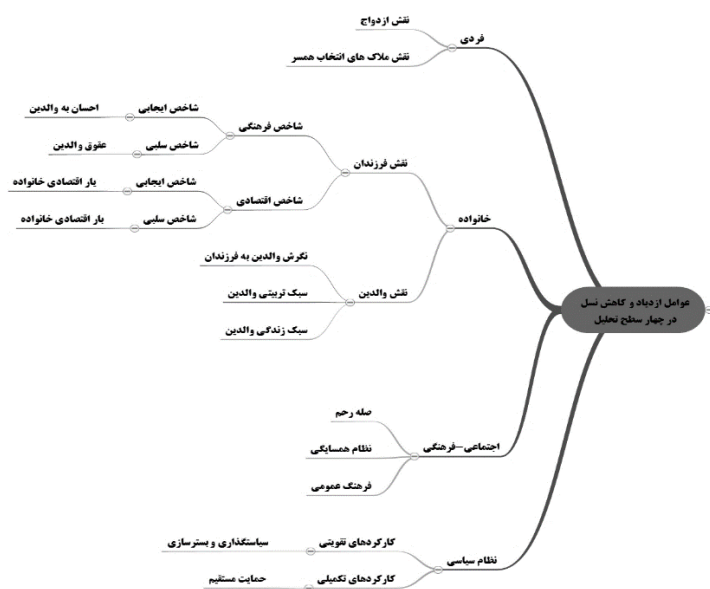 عوامل ازدیاد و کاهش نسل
در چهار سطح تحلیل
فردی
نقش ازدواج
نقش ملاک های انتخاب همسر
خانواده
نقش فرزندان
شاخص فرهنگی
شاخص ایجابی
احسان به والدین
شاخص سلبی
عقوق والدین
شاخص اقتصادی
شاخص ایجابی
یار اقتصادی خانواده
شاخص سلبی
یار اقتصادی خانواده
نقش والدین
نگرش والدین به فرزندان
سبک تربیتی والدین
سبک زندگی والدین
اجتماعی-فرهنگی
صله رحم
نظام همسایگی
فرهنگ عمومی
نظام سیاسی
کارکردهای تقویتی
سیاستگذاری و بسترسازی
کارکردهای تکمیلی
حمایت مستقیم